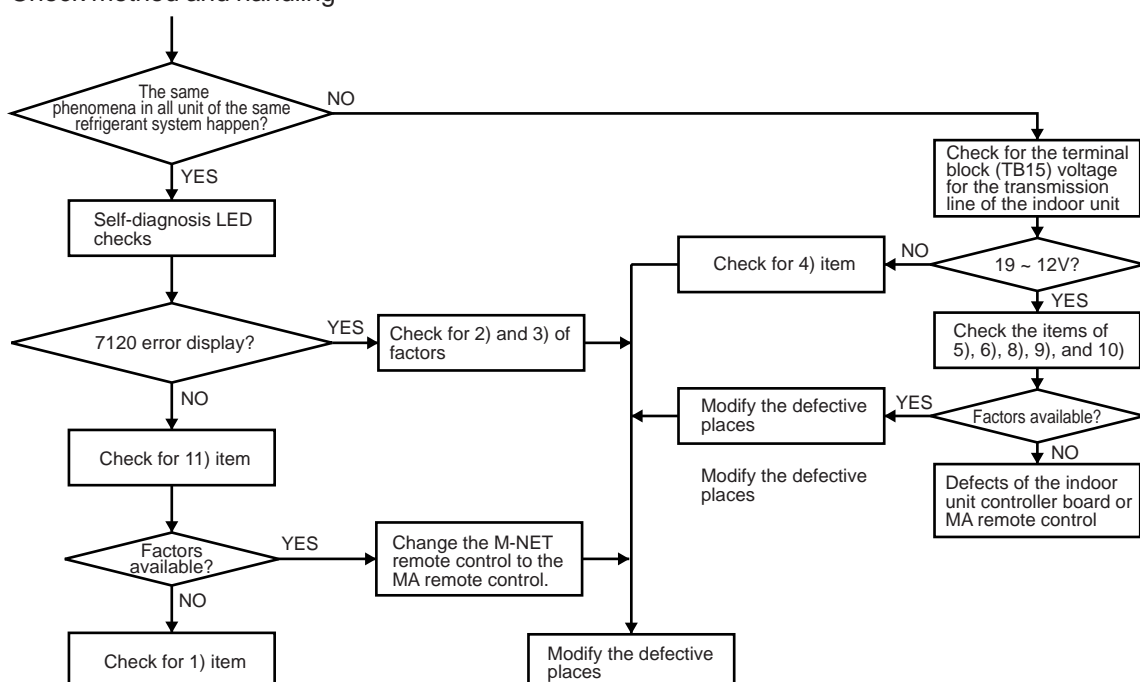 Check method and handling
The same
phenomena in all unit of the same
refrigerant system happen?
NO
YES
Check for the terminal
block (TB15) voltage
for the transmission
line of the indoor unit
Self-diagnosis LED
checks
NO
Check for 4) item
19 ~ 12V?
YES
7120 error display?
YES
Check for 2) and 3) of
factors
Check the items of
5), 6), 8), 9), and 10)
NO
Modify the defective
places
YES
Factors available?
NO
Check for 11) item
Modify the defective
places
Defects of the indoor
unit controller board or
MA remote control
Factors
available?
YES
Change the M-NET
remote control to the
MA remote control.
NO
Check for 1) item
Modify the defective
places